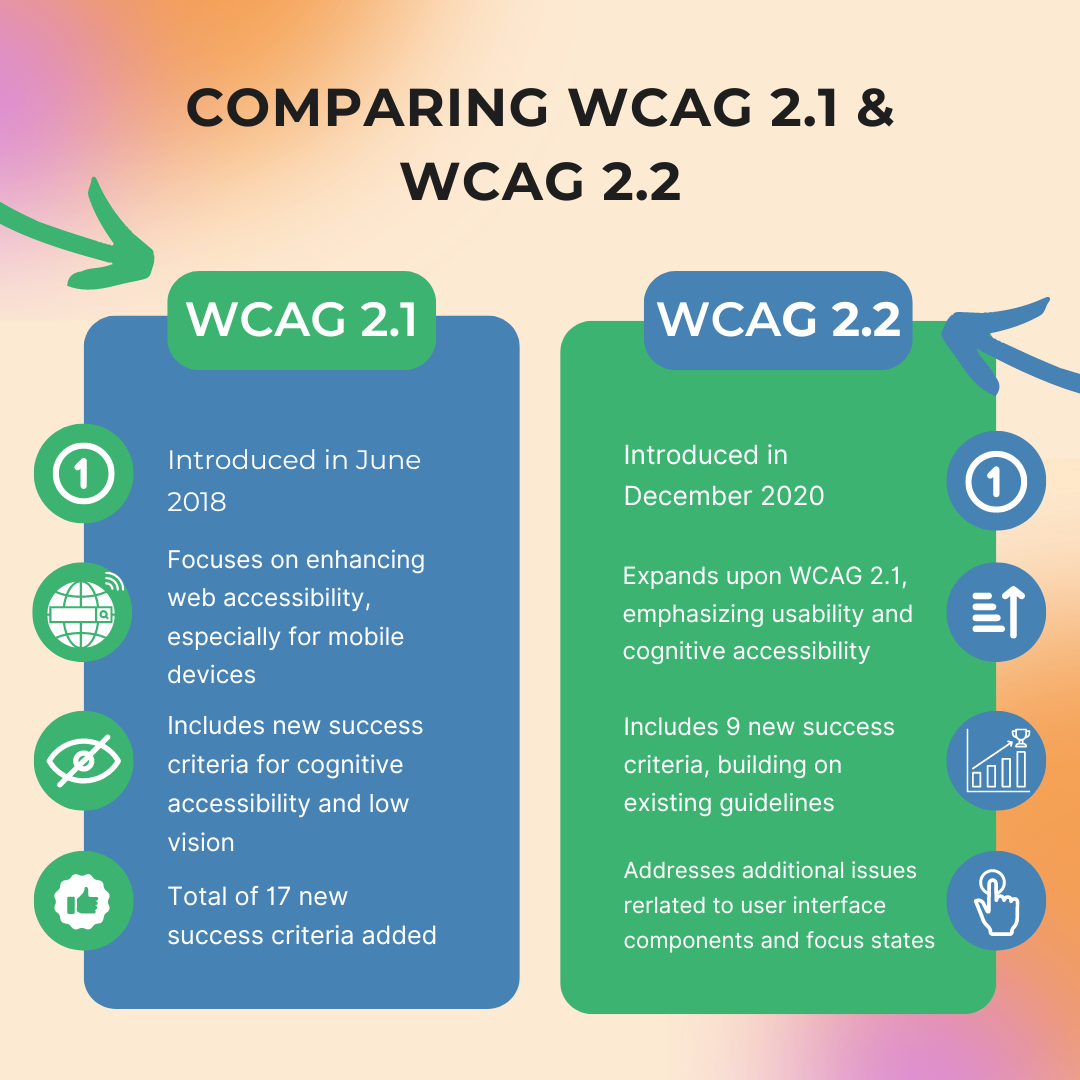 COMPARING WCAG 2.1 &
WCAG 2.2
WCAG 2.1
1
Introduced in June
2018
Focuses on enhancing
web accessibility,
especially for mobile
devices
Includes new success
criteria for cognitive
accessibility and low
vision
Total of 17 new
success criteria added
WCAG 2.2
Introduced in
December 2020
1
Expands upon WCAG 2.1,
emphasizing usability and
cognitive accessibility
Includes 9 new success
criteria, building on
existing guidelines
Addresses additional issues
rerlated to user interface
components and focus states